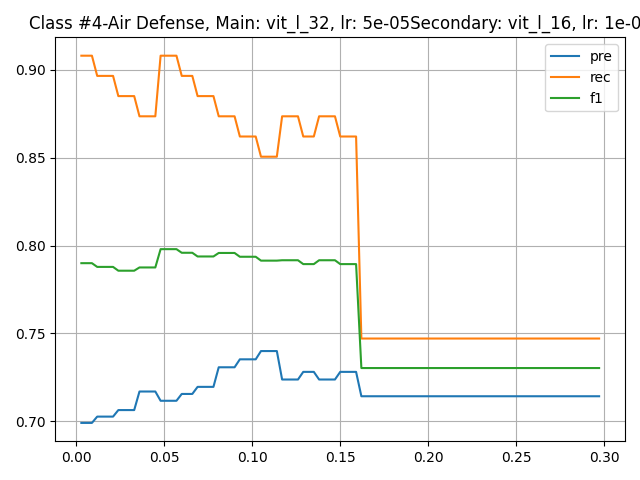 Class #4-Air Defense, Main: vit_l_32, lr: 5e-05Secondary: vit_l_16, lr: 1e-0
pre
rec
f1
0.90
0.85
0.80
0.75
0.70
0.00 0.05 0.10 0.15 0.20 0.25 0.30